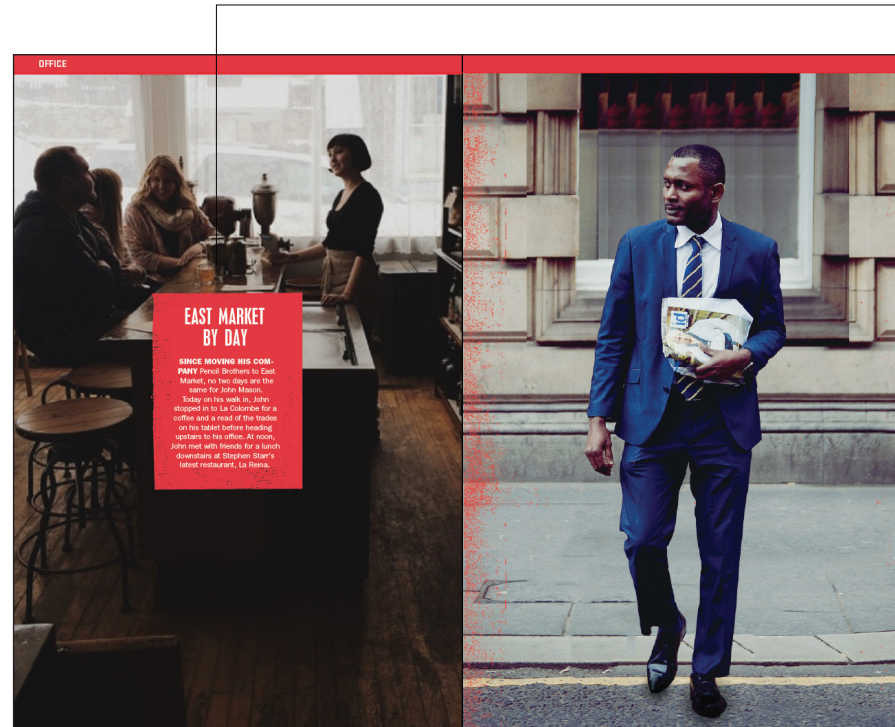 OFFICE
EAST MARKET
BY DAY
SINCE MOVING HIS COM-
PANY Pencil Brothers to East
Market, no two days are the
same for John Mason.
Today on his walk in, John
stopped in to La Colombe for a
coffee and a read of the trades
on his tablet before heading
upstairs to his office. At noon,
John met with friends for a lunch
downstairs at Stephen Starr's
latest restaurant, La Reina.